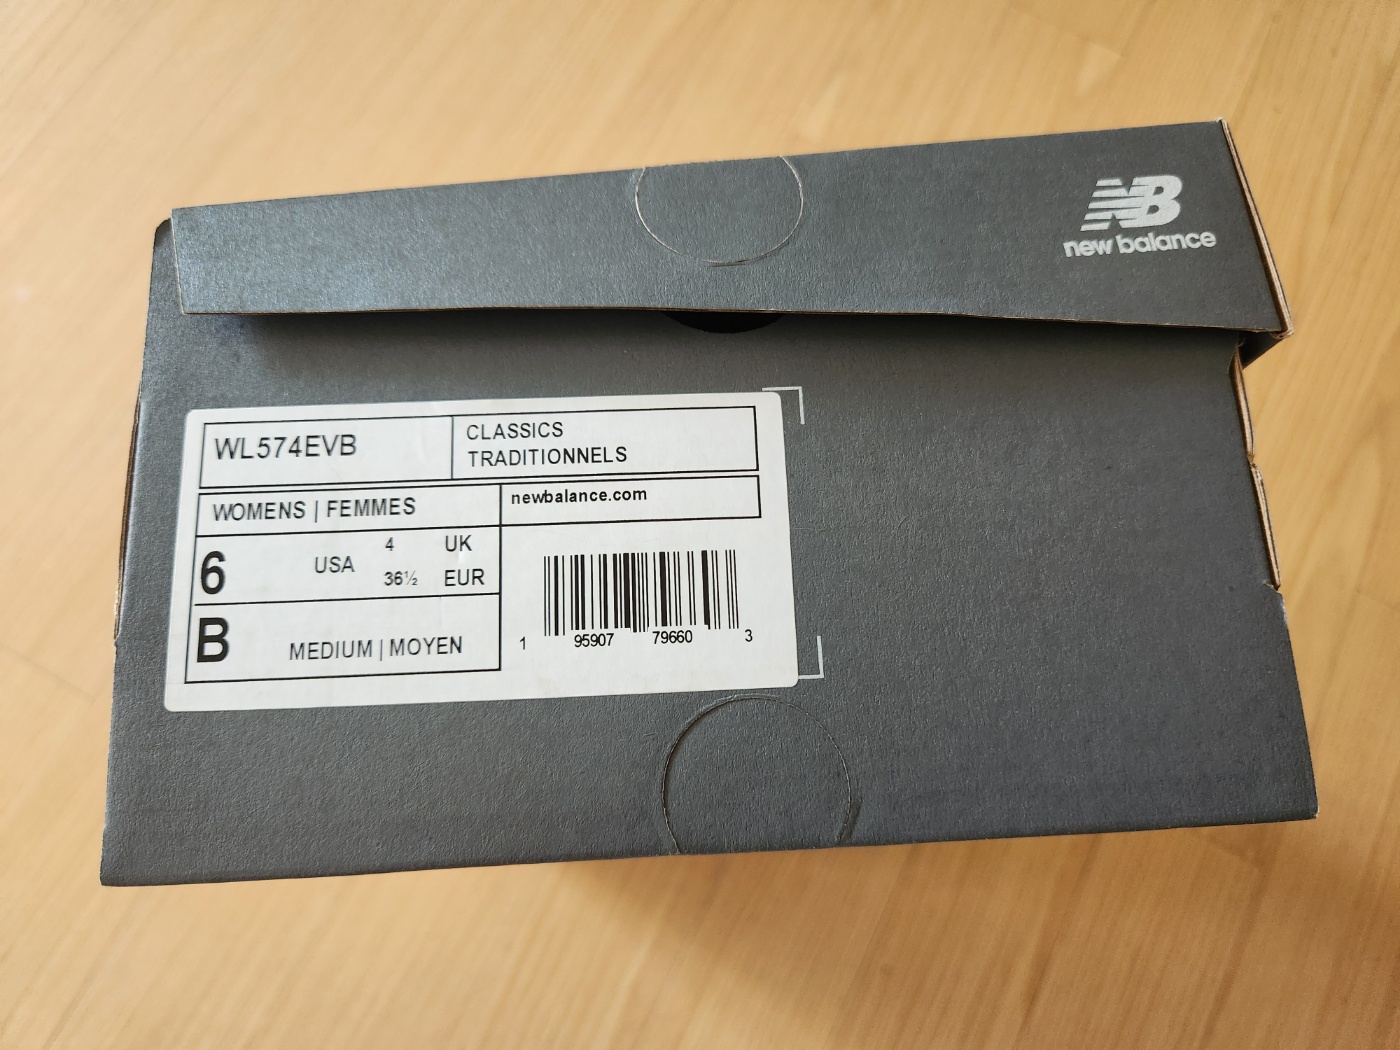 NB
new balance
WL574EVB
CLASSICS
TRADITIONNELS
WOMENS | FEMMES
newbalance.com
6 USA 4 UK
36½ EUR
B MEDIUM | MOYEN
1 95907 79660 3